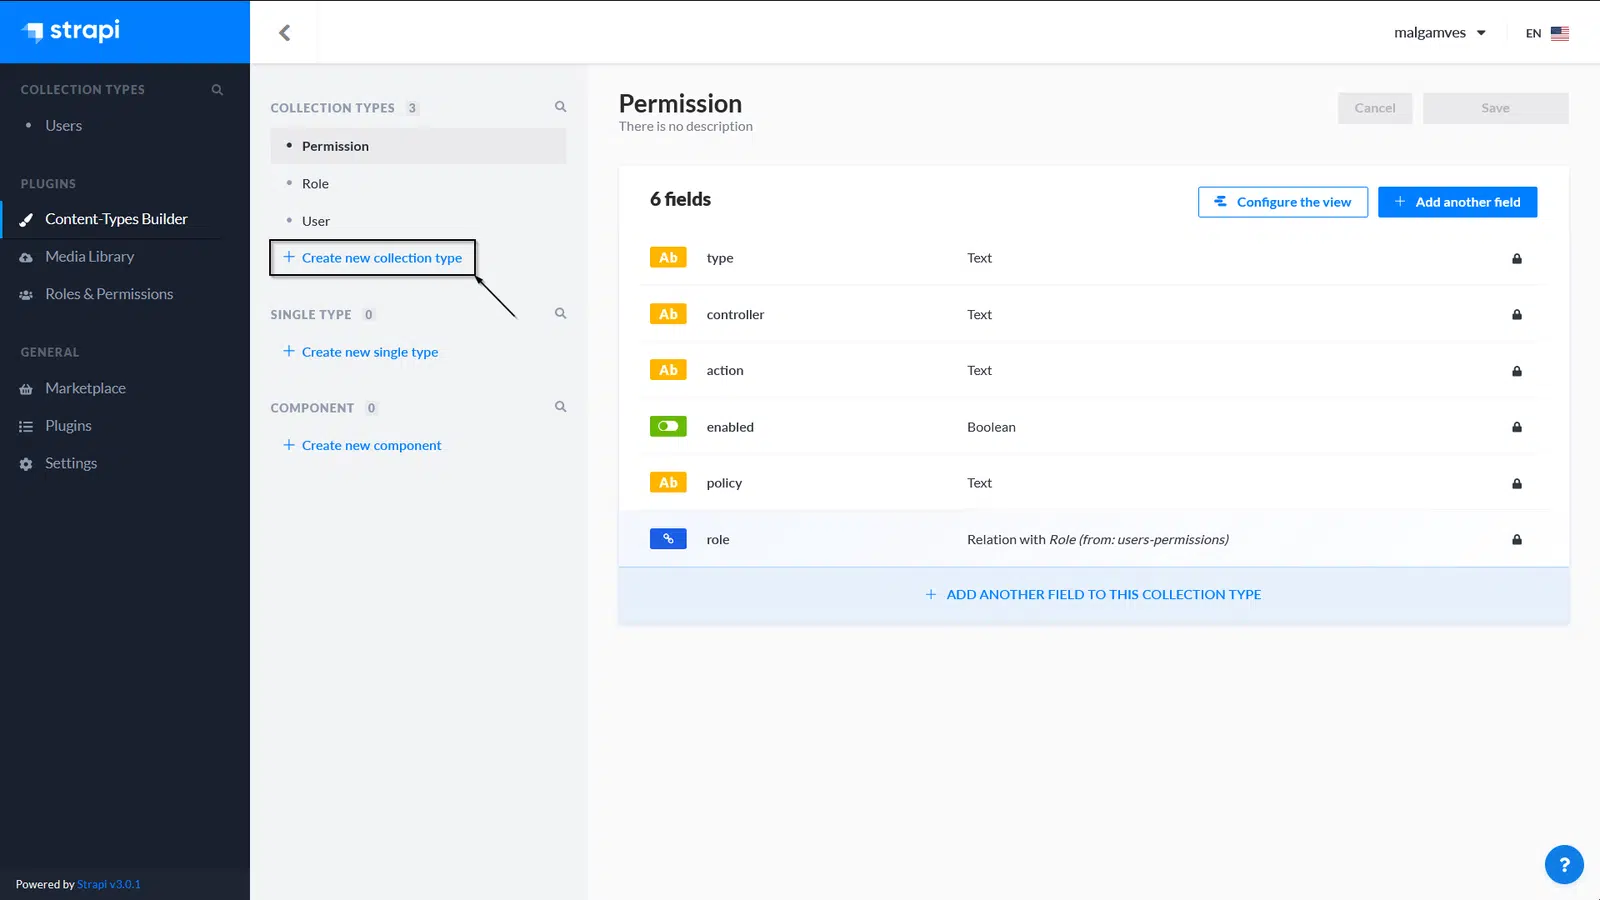 strapi
malgamves
EN
COLLECTION TYPES
Users
PLUGINS
Content-Types Builder
Media Library
Roles & Permissions
GENERAL
Marketplace
Plugins
Settings
Powered by Strapi v3.0.1
COLLECTION TYPES 3
Permission
Role
User
Create new collection type
SINGLE TYPE 0
Create new single type
COMPONENT 0
Create new component
Permission
There is no description
Cancel
Save
6 fields
Configure the view
Add another field
Ab type Text
Ab controller Text
Ab action Text
enabled Boolean
Ab policy Text
role Relation with Role (from: users-permissions)
ADD ANOTHER FIELD TO THIS COLLECTION TYPE
?